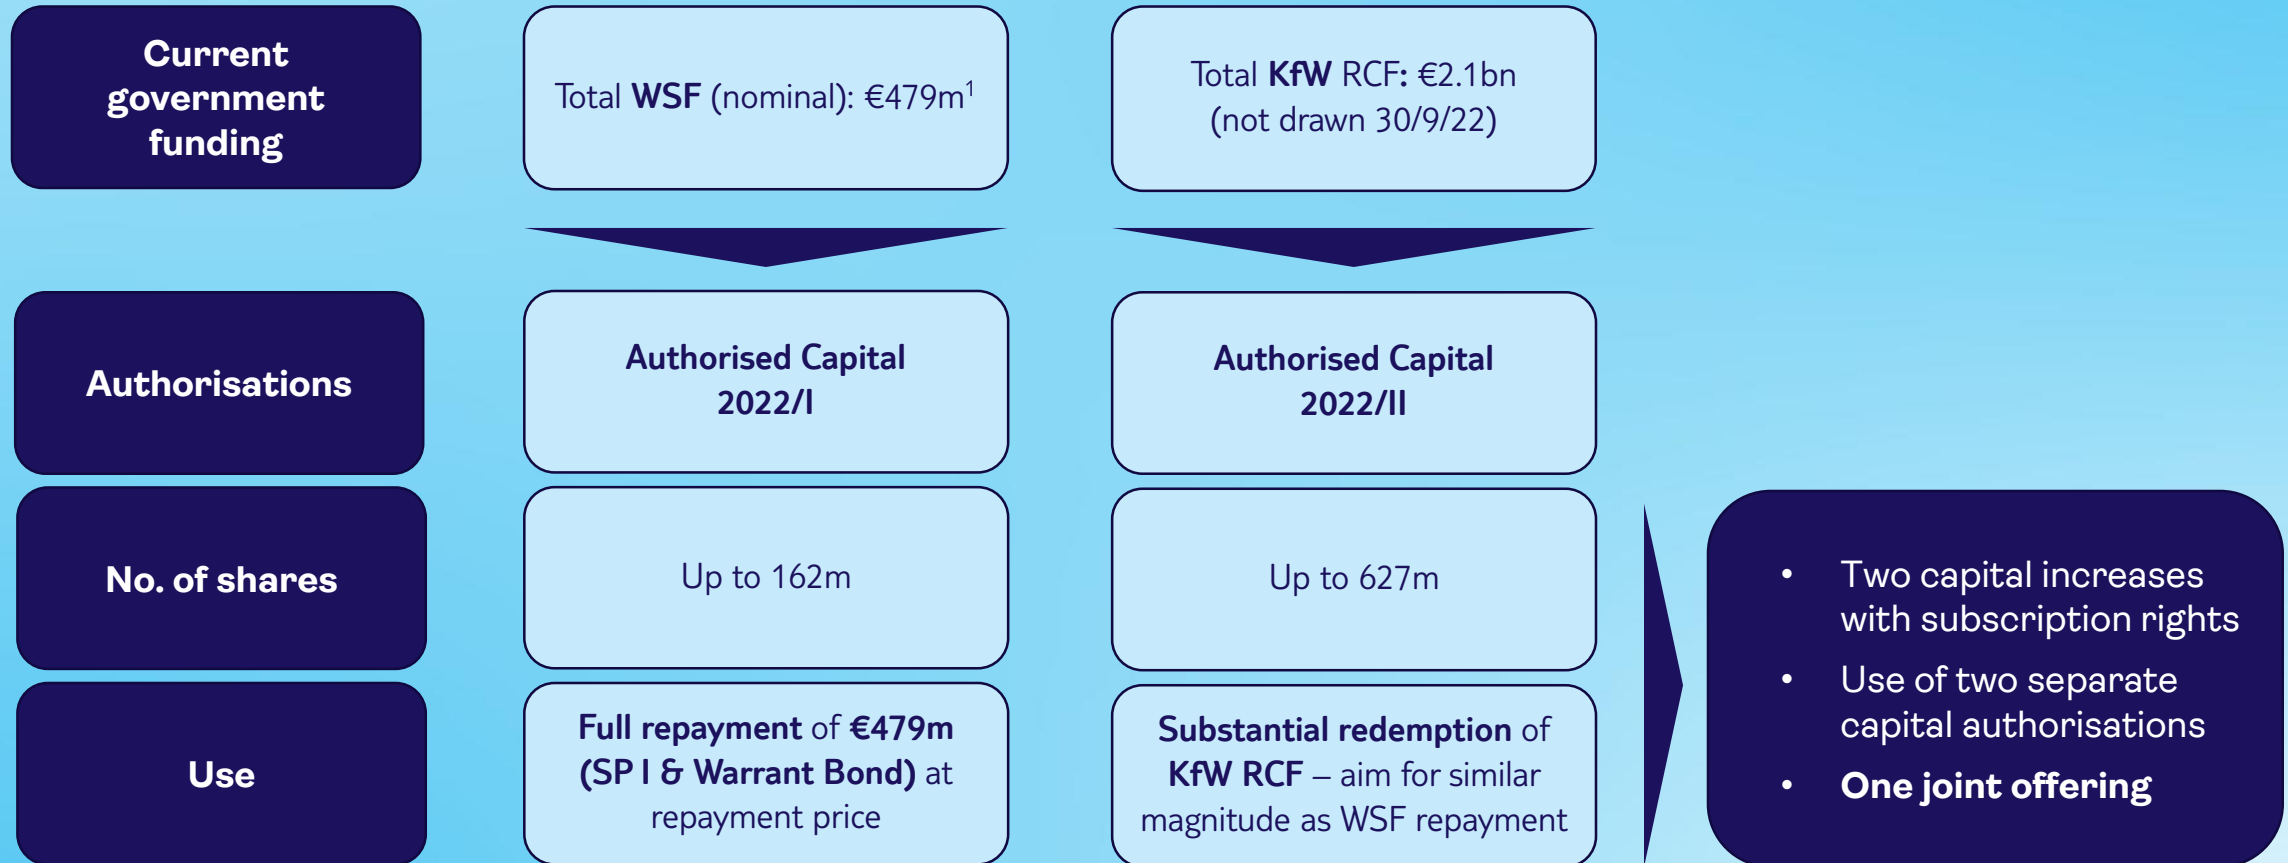 Current
government
funding
Total WSF (nominal): €479m¹
Total KfW RCF: €2.1bn
(not drawn 30/9/22)
Authorisations
Authorised Capital
2022/I
Authorised Capital
2022/II
No. of shares
Up to 162m
Up to 627m
Use
Full repayment of €479m
(SP I & Warrant Bond) at
repayment price
Substantial redemption of
KfW RCF – aim for similar
magnitude as WSF repayment
• Two capital increases
with subscription rights
• Use of two separate
capital authorisations
• One joint offering